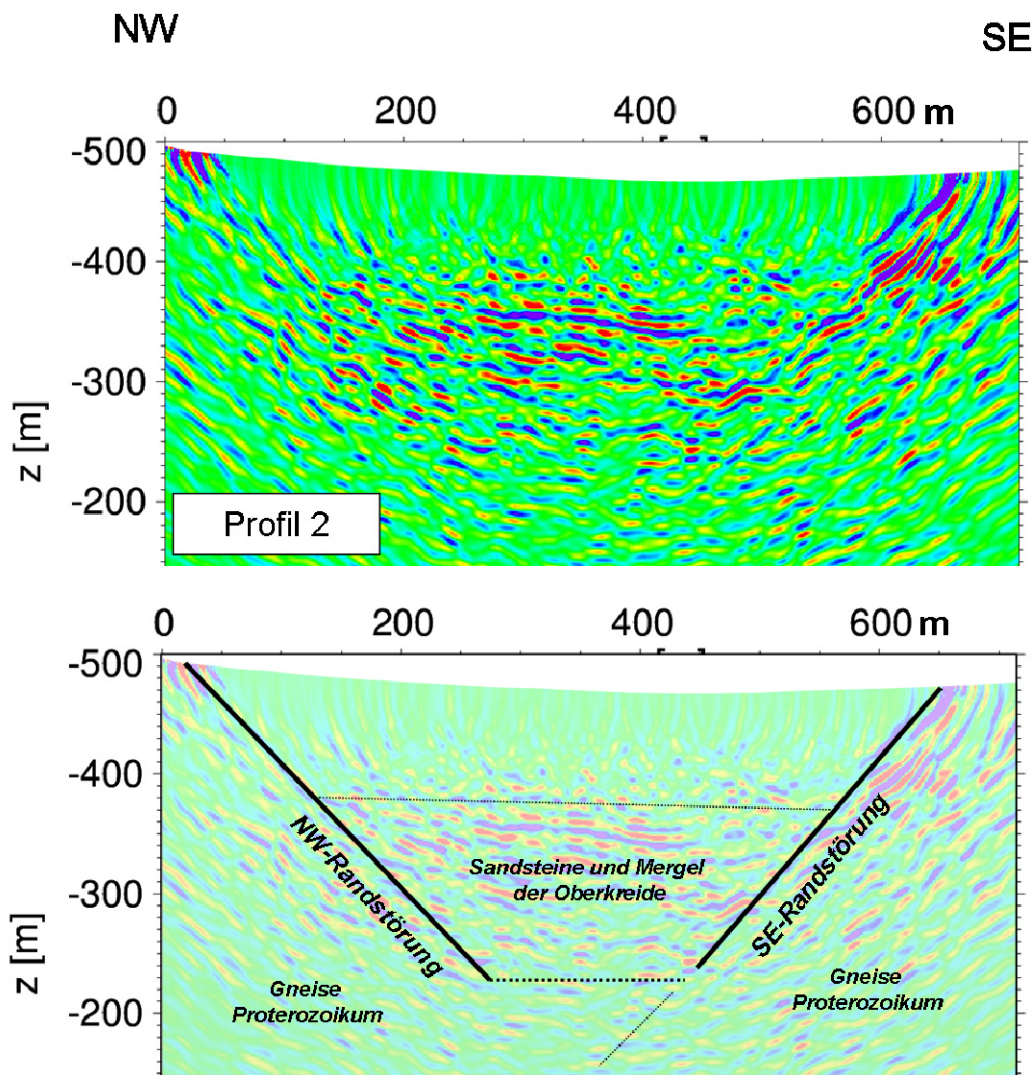 NW
SE
0 200 400 600 m
-500
-400
-300
-200
z [m]
Profil 2
0 200 400 600 m
-500
-400
-300
-200
z [m]
NW-Randstörung
Sandsteine und Mergel
der Oberkreide
SE-Randstörung
Gneise
Proterozoikum
Gneise
Proterozoikum